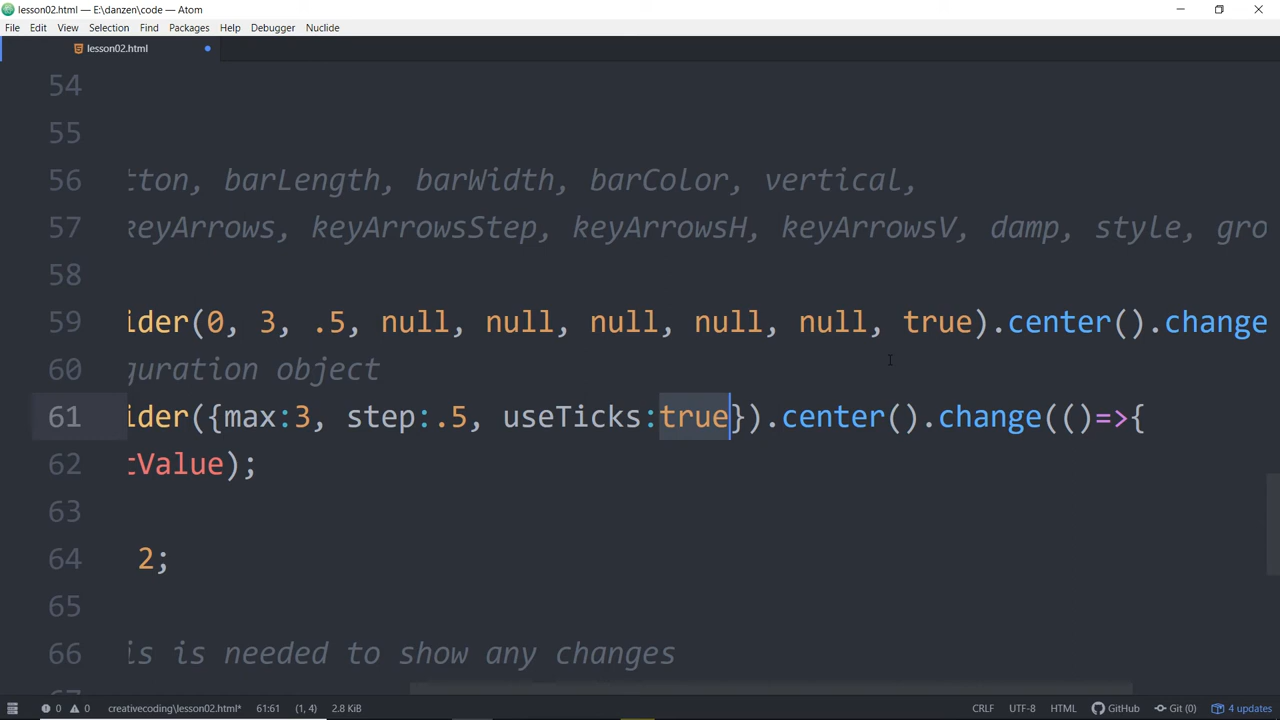 lesson02.html — E:\danzen\code — Atom
File Edit View Selection Find Packages Help Debugger Nuclide
lesson02.html
54
55
56 tton, barLength, barWidth, barColor, vertical,
57 keyArrows, keyArrowsStep, keyArrowsH, keyArrowsV, damp, style, gro
58
59 ider(0, 3, .5, null, null, null, null, null, true).center().change
60 guration object
61 ider({max:3, step:.5, useTicks:true}).center().change(()=>{
62 tValue);
63
64 2;
65
66 is is needed to show any changes
67
0 0 creativecoding\lesson02.html* (1, 4) 2.8 KiB 61:61 CRLF UTF-8 HTML GitHub Git (0) 4 updates